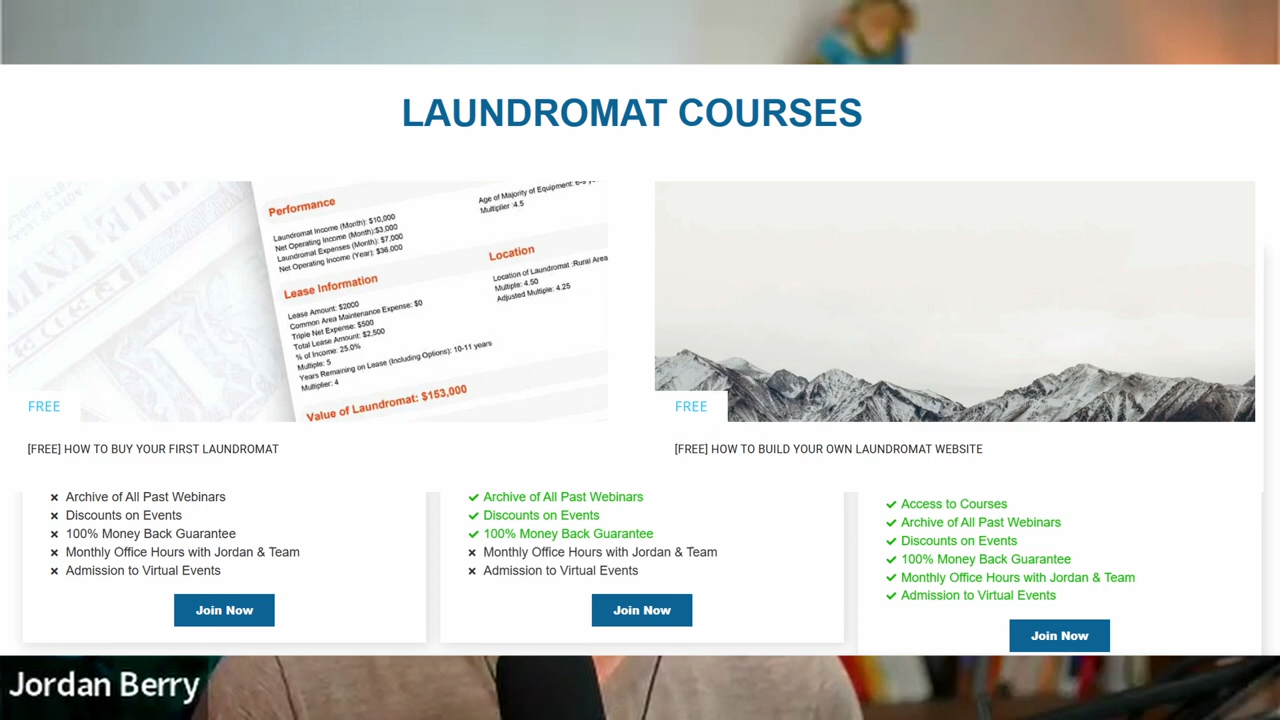 LAUNDROMAT COURSES
Performance
Laundromat Income (Month): $10,000
Net Operating Income (Month):$3,000
Laundromat Expenses (Month): $7,000
Net Operating Income (Year): $36,000
Lease Information
Lease Amount: $2000
Common Area Maintenance Expense: $0
Triple Net Expense: $500
Total Lease Amount: $2,500
% of Income: 25.0%
Multiple: 5
Years Remaining on Lease (Including Options): 10-11 years
Multiplier: 4
Value of Laundromat: $153,000
Age of Majority of Equipment:
Multiplier :4.5
Location
Location of Laundromat :Rural Area
Multiple: 4.50
Adjusted Multiple: 4.25
FREE
[FREE] HOW TO BUY YOUR FIRST LAUNDROMAT
FREE
[FREE] HOW TO BUILD YOUR OWN LAUNDROMAT WEBSITE
Archive of All Past Webinars
Discounts on Events
100% Money Back Guarantee
Monthly Office Hours with Jordan & Team
Admission to Virtual Events
Join Now
Archive of All Past Webinars
Discounts on Events
100% Money Back Guarantee
Monthly Office Hours with Jordan & Team
Admission to Virtual Events
Join Now
Access to Courses
Archive of All Past Webinars
Discounts on Events
100% Money Back Guarantee
Monthly Office Hours with Jordan & Team
Admission to Virtual Events
Join Now
Jordan Berry